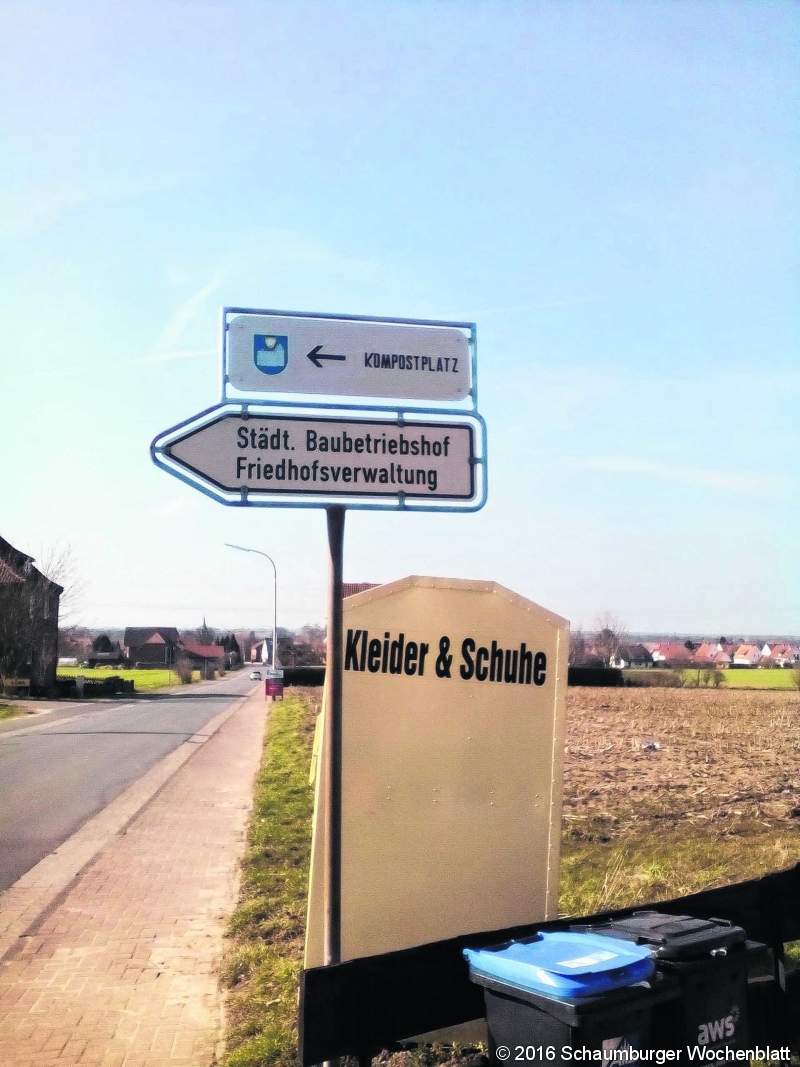 KOMPOSTPLATZ
Städt. Baubetriebshof
Friedhofsverwaltung
Kleider & Schuhe
aws
© 2016 Schaumburger Wochenblatt